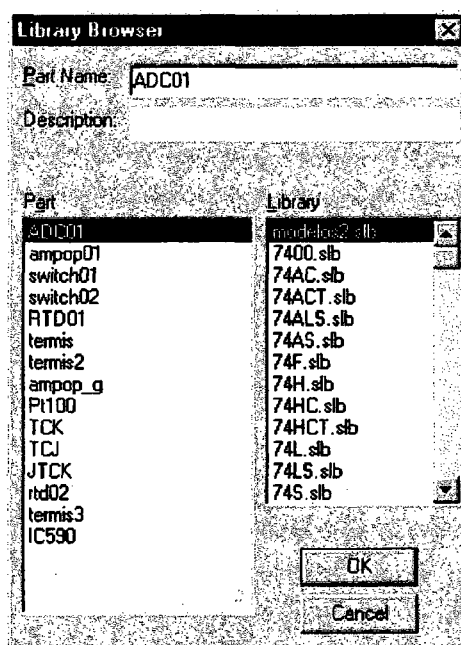 Library Browser
Part Name:
ADC01
Description:
Part
ADC01
ampop01
switch01
switch02
RTD01
termis
termis2
ampop_g
Pt100
TCK
TCJ
JTCK
rtd02
termis3
IC590
Library
modelos2.slb
7400.slb
74AC.slb
74ACT.slb
74ALS.slb
74AS.slb
74F.slb
74H.slb
74HC.slb
74HCT.slb
74L.slb
74LS.slb
74S.slb
OK
Cancel